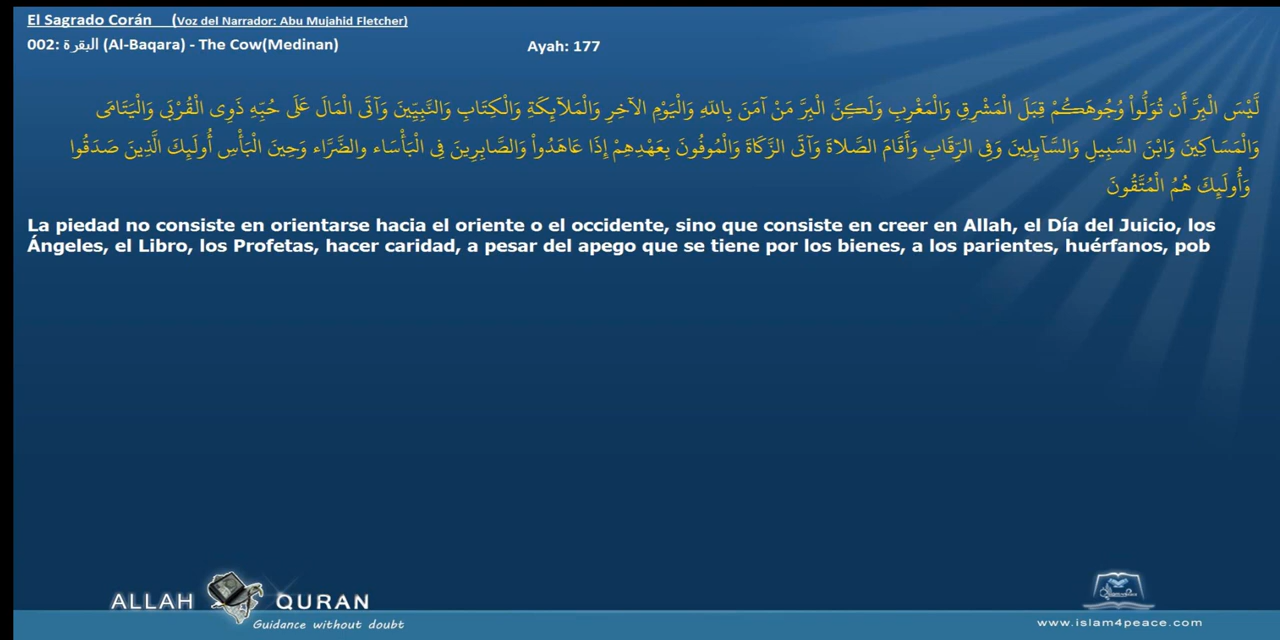 El Sagrado Corán (Voz del Narrador: Abu Mujahid Fletcher)
002: البقرة (Al-Baqara) - The Cow(Medinan) Ayah: 177
لَّيْسَ الْبِرَّ أَن تُوَلُّواْ وُجُوهَكُمْ قِبَلَ الْمَشْرِقِ وَالْمَغْرِبِ وَلَـكِنَّ الْبِرَّ مَنْ آمَنَ بِاللّهِ وَالْيَوْمِ الآخِرِ وَالْمَلآئِكَةِ وَالْكِتَابِ وَالنَّبِيِّينَ وَآتَى الْمَالَ عَلَى حُبِّهِ ذَوِي الْقُرْبَى وَالْيَتَامَى
وَالْمَسَاكِينَ وَابْنَ السَّبِيلِ وَالسَّآئِلِينَ وَفِي الرِّقَابِ وَأَقَامَ الصَّلاةَ وَآتَى الزَّكَاةَ وَالْمُوفُونَ بِعَهْدِهِمْ إِذَا عَاهَدُواْ وَالصَّابِرِينَ فِي الْبَأْسَاء والضَّرَّاء وَحِينَ الْبَأْسِ أُولَـئِكَ الَّذِينَ صَدَقُوا
وَأُولَـئِكَ هُمُ الْمُتَّقُونَ
La piedad no consiste en orientarse hacia el oriente o el occidente, sino que consiste en creer en Allah, el Día del Juicio, los
Ángeles, el Libro, los Profetas, hacer caridad, a pesar del apego que se tiene por los bienes, a los parientes, huérfanos, pob
ALLAH QURAN
Guidance without doubt
www.islam4peace.com